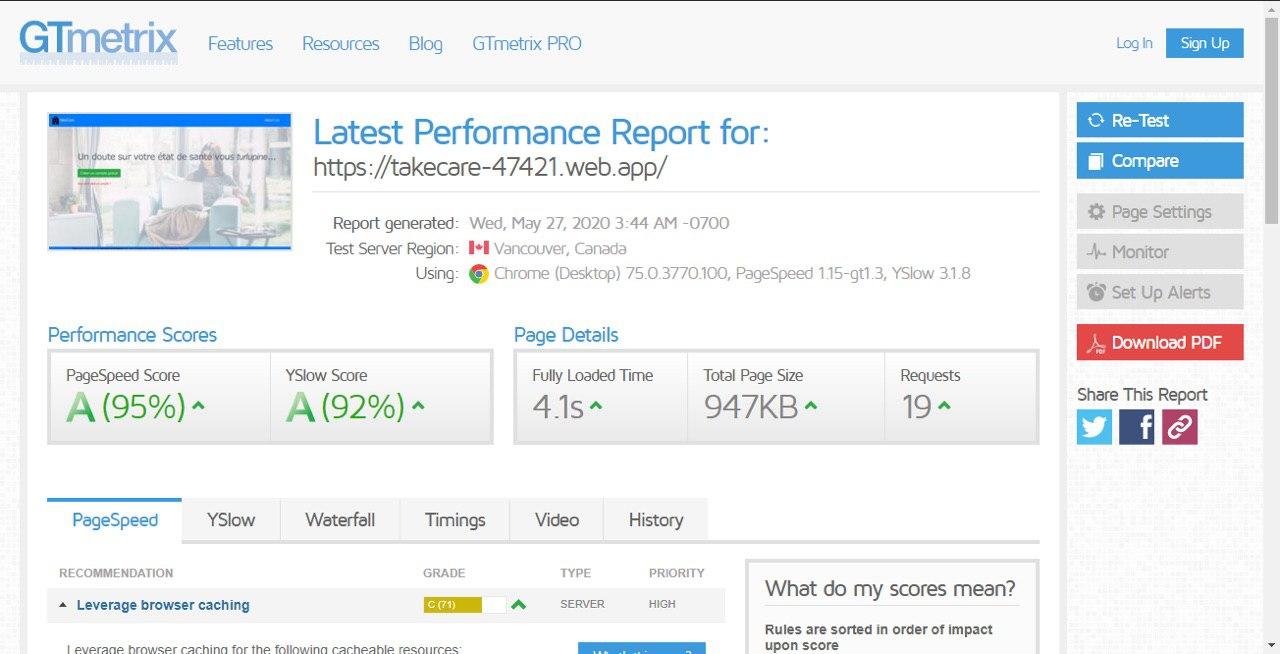 GTmetrix
Features Resources Blog GTmetrix PRO
Log In Sign Up
Un doute sur votre état de santé vous turlupine...
Latest Performance Report for:
https://takecare-47421.web.app/
Report generated: Wed, May 27, 2020 3:44 AM -0700
Test Server Region: Vancouver, Canada
Using: Chrome (Desktop) 75.0.3770.100, PageSpeed 1.15-gt1.3, YSlow 3.1.8
Re-Test
Compare
Page Settings
Monitor
Set Up Alerts
Download PDF
Share This Report
Performance Scores
PageSpeed Score YSlow Score
A (95%) A (92%)
Page Details
Fully Loaded Time Total Page Size Requests
4.1s 947KB 19
PageSpeed YSlow Waterfall Timings Video History
RECOMMENDATION GRADE TYPE PRIORITY
Leverage browser caching C (71) SERVER HIGH
Leverage browser caching for the following cacheable resources:
What do my scores mean?
Rules are sorted in order of impact
upon score